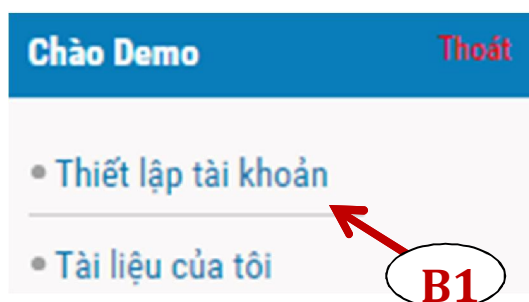 Chào Demo Thoát
Thiết lập tài khoản
Tài liệu của tôi
B1